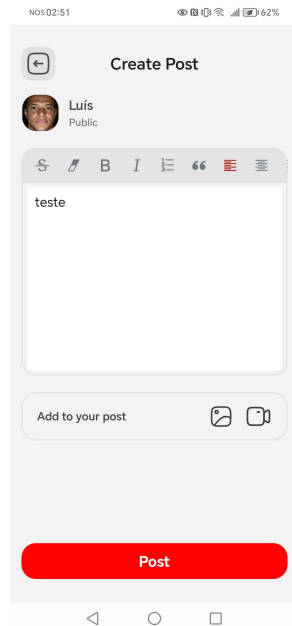 NOS 02:51
62%
Create Post
Luís
Public
S B I
teste
Add to your post
Post